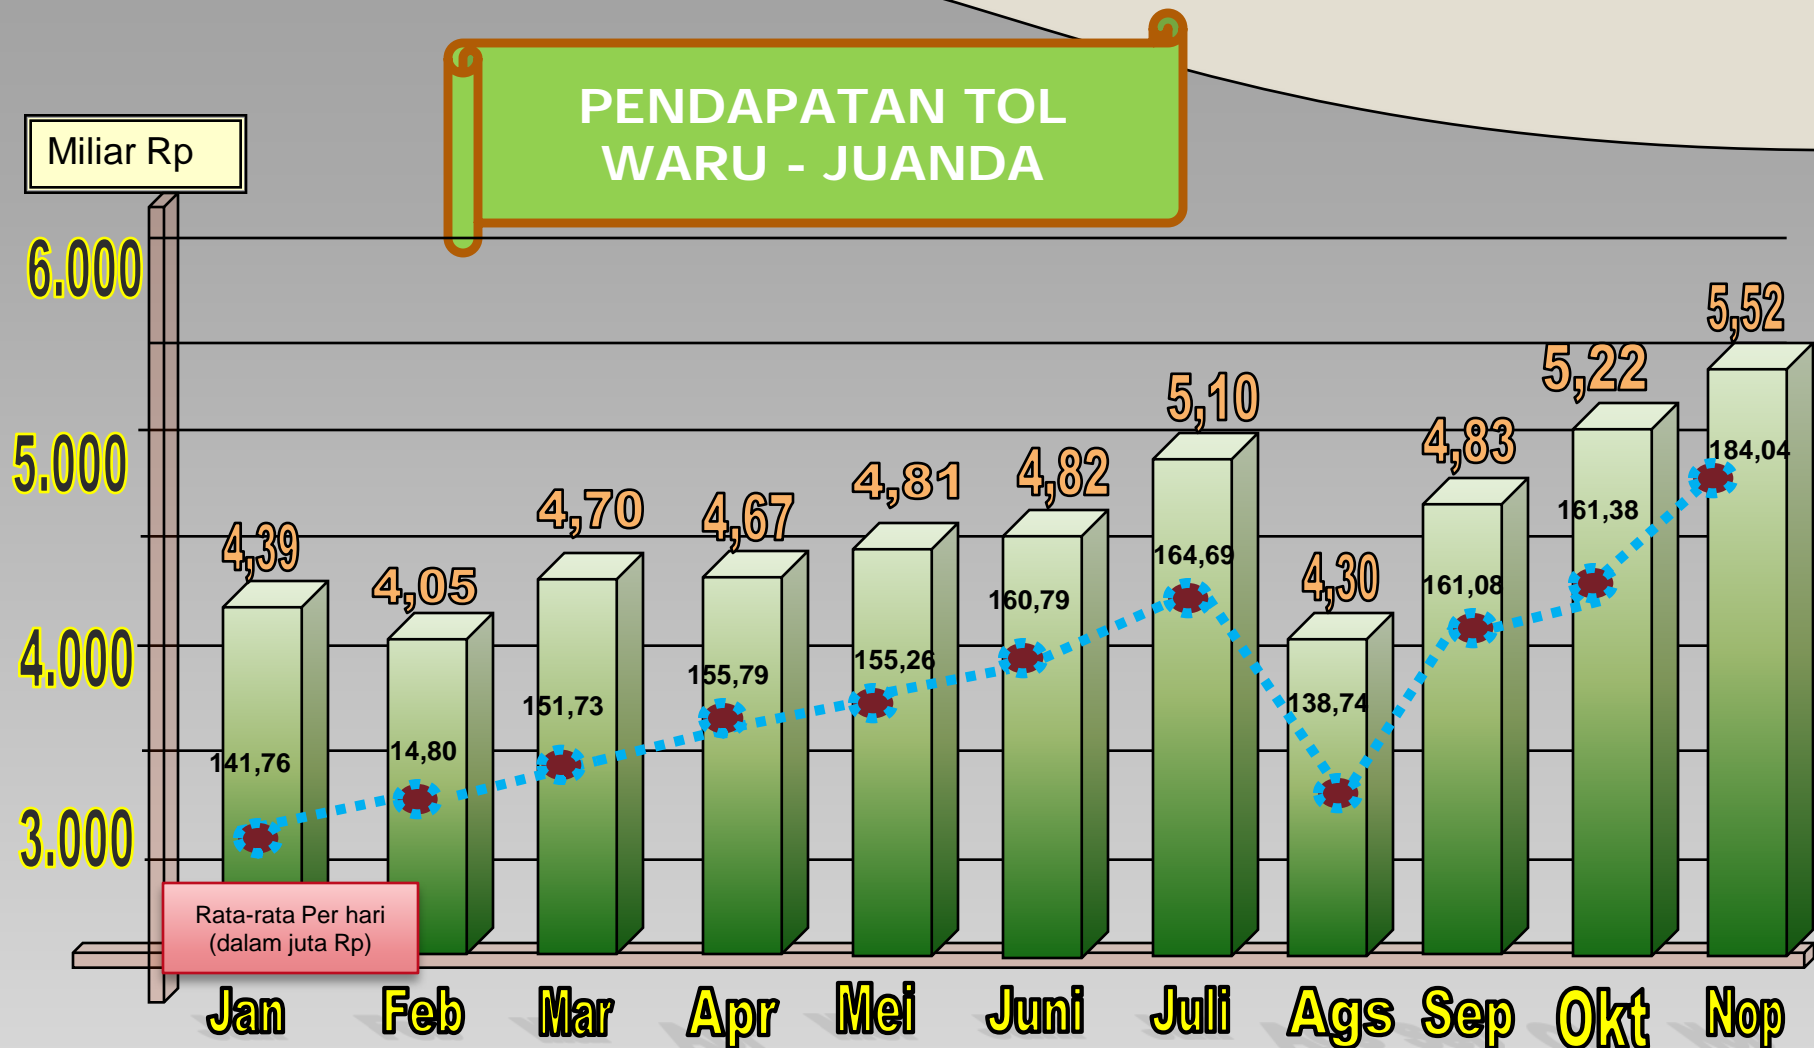 PENDAPATAN TOL
WARU - JUANDA
Miliar Rp
6.000
5.000
4.000
3.000
4,39
4,05
4,70
4,67
4,81
4,82
5,10
4,30
4,83
5,22
5,52
141,76
14,80
151,73
155,79
155,26
160,79
164,69
138,74
161,08
161,38
184,04
Rata-rata Per hari
(dalam juta Rp)
Jan
Feb
Mar
Apr
Mei
Juni
Juli
Ags
Sep
Okt
Nop